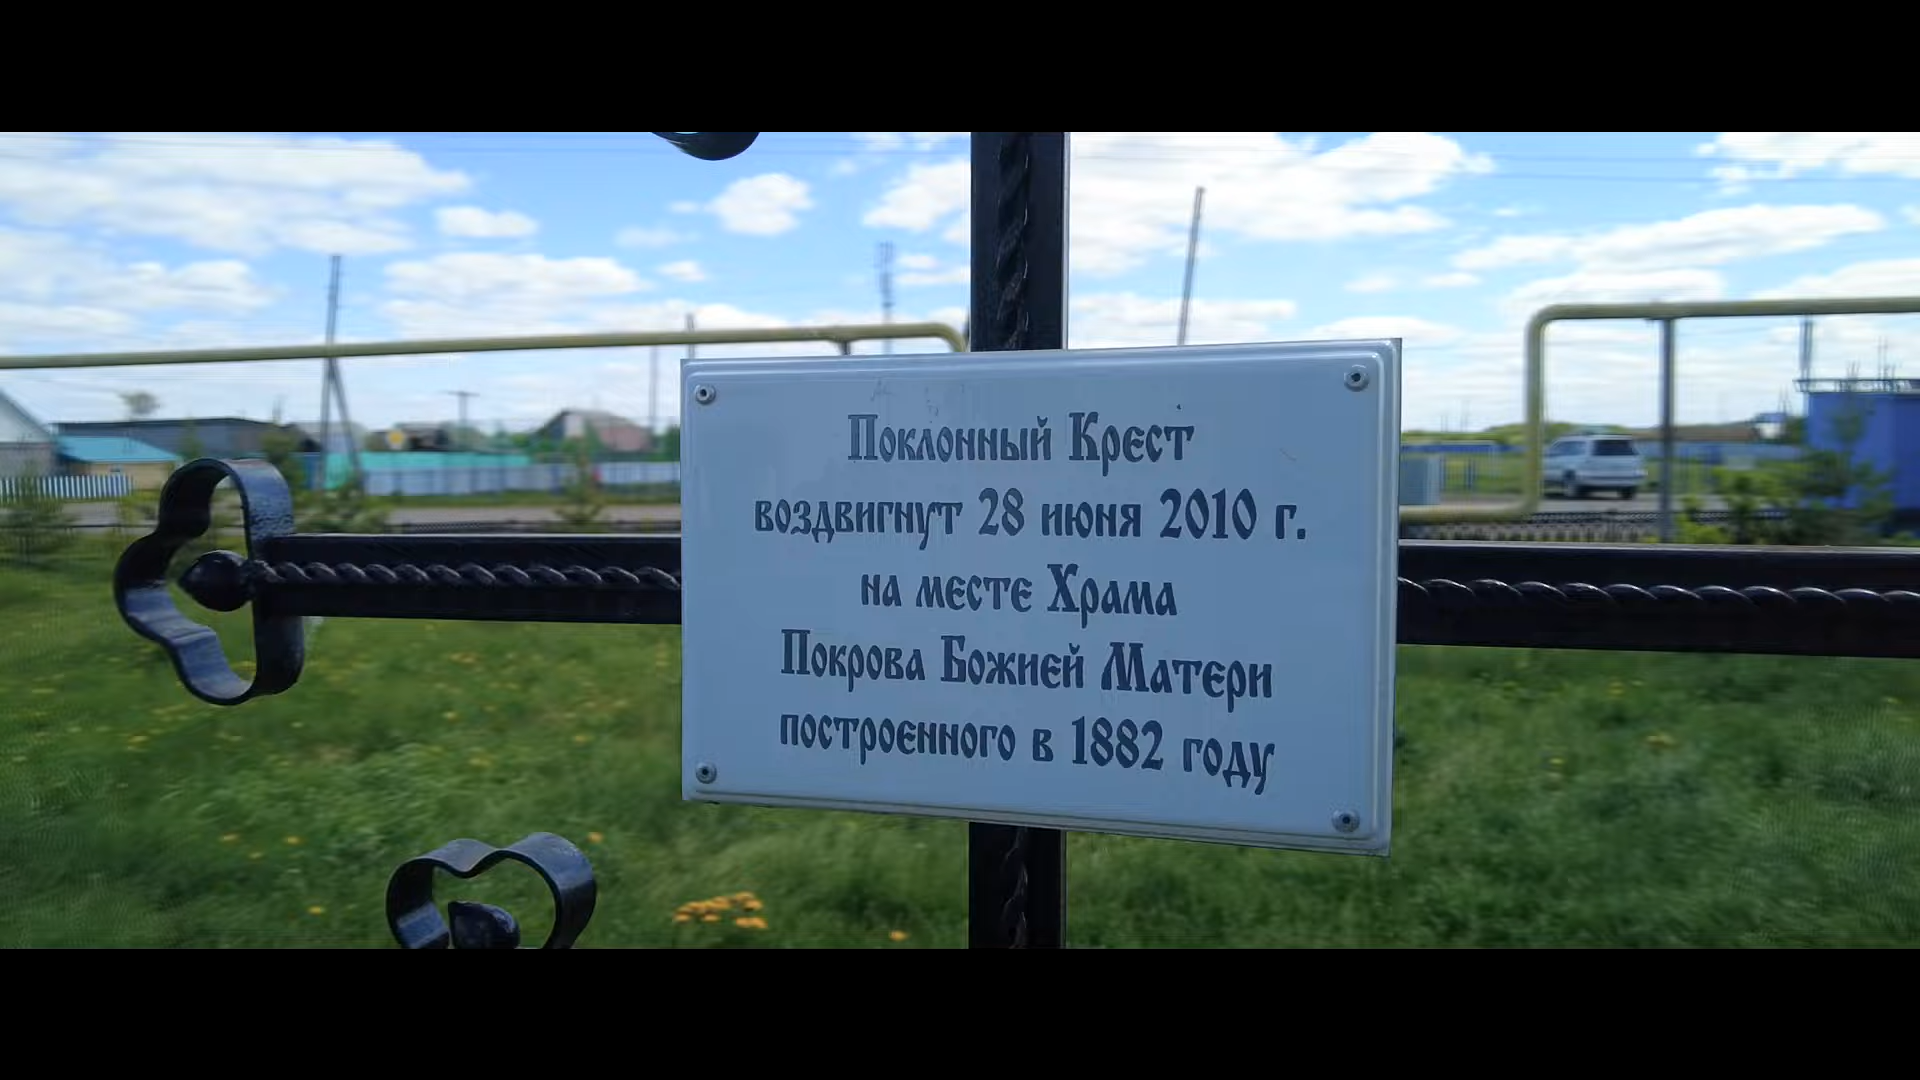 Поклонный Крест
воздвигнут 28 июня 2010 г.
на месте Храма
Покрова Божией Матери
построенного в 1882 году